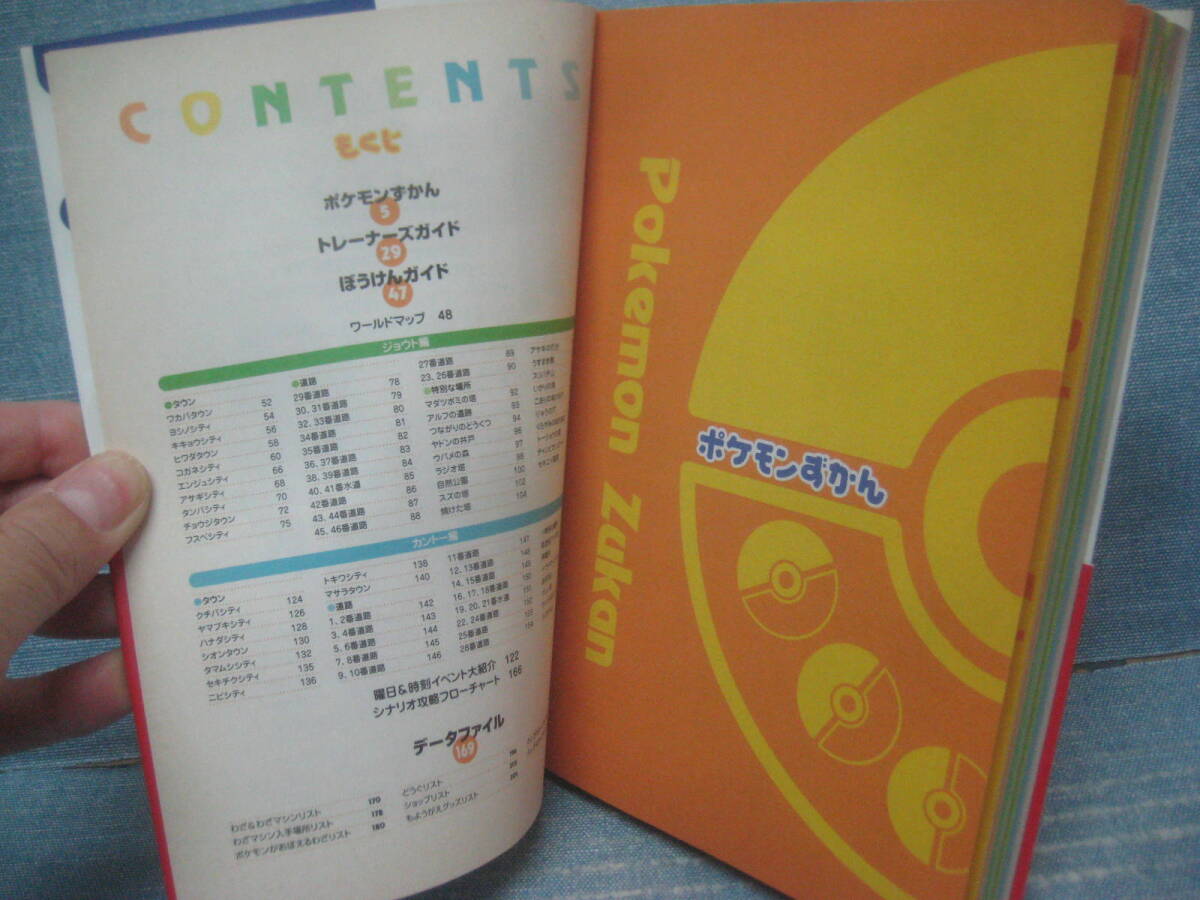 CONTENTS
もくじ
ポケモンずかん
5
トレーナーズガイド
29
ぼうけんガイド
47
ワールドマップ 48
ジョウト編
●タウン
ワカバタウン 52
ヨシノシティ 54
キキョウシティ 56
ヒワダタウン 58
コガネシティ 60
エンジュシティ 66
アサギシティ 68
タンバシティ 70
チョウジタウン 72
フスベシティ 75
●道路
29番道路 78
30, 31番道路 79
32, 33番道路 80
34番道路 81
35番道路 82
36, 37番道路 83
38, 39番道路 84
40, 41番水道 85
42番道路 86
43, 44番道路 87
45, 46番道路 88
27番道路 89
23, 26番道路 90
●特別な場所
マダツボミの塔 92
アルフの遺跡 93
つながりのどうくつ 94
ヤドンの井戸 96
ウバメの森 97
ラジオ塔 98
自然公園 100
スズの塔 102
焼けた塔 104
カントー編
●タウン
クチバシティ 124
ヤマブキシティ 126
ハナダシティ 128
シオンタウン 130
タマムシシティ 132
セキチクシティ 135
ニビシティ 136
トキワシティ 138
マサラタウン 140
●道路
1, 2番道路 142
3, 4番道路 143
5, 6番道路 144
7, 8番道路 145
9, 10番道路 146
11番道路 147
12, 13番道路 148
14, 15番道路
16, 17, 18番道路 150
19, 20, 21番水道
22, 24番道路
25番道路
28番道路
曜日&時刻イベント大紹介 122
シナリオ攻略フローチャート 166
データファイル
169
わざ&わざマシンリスト 170
わざマシン入手場所リスト 178
ポケモンがおぼえるわざリスト 180
どうぐリスト
ショップリスト
もようがえグッズリスト
Pokemon Zukan
ポケモンずかん